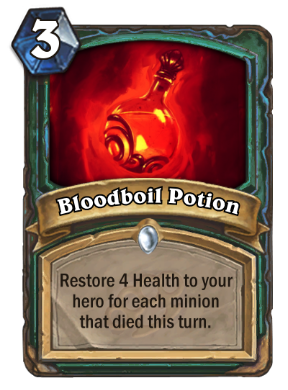 3
Bloodboil Potion
Restore 4 Health to your
hero for each minion
that died this turn.